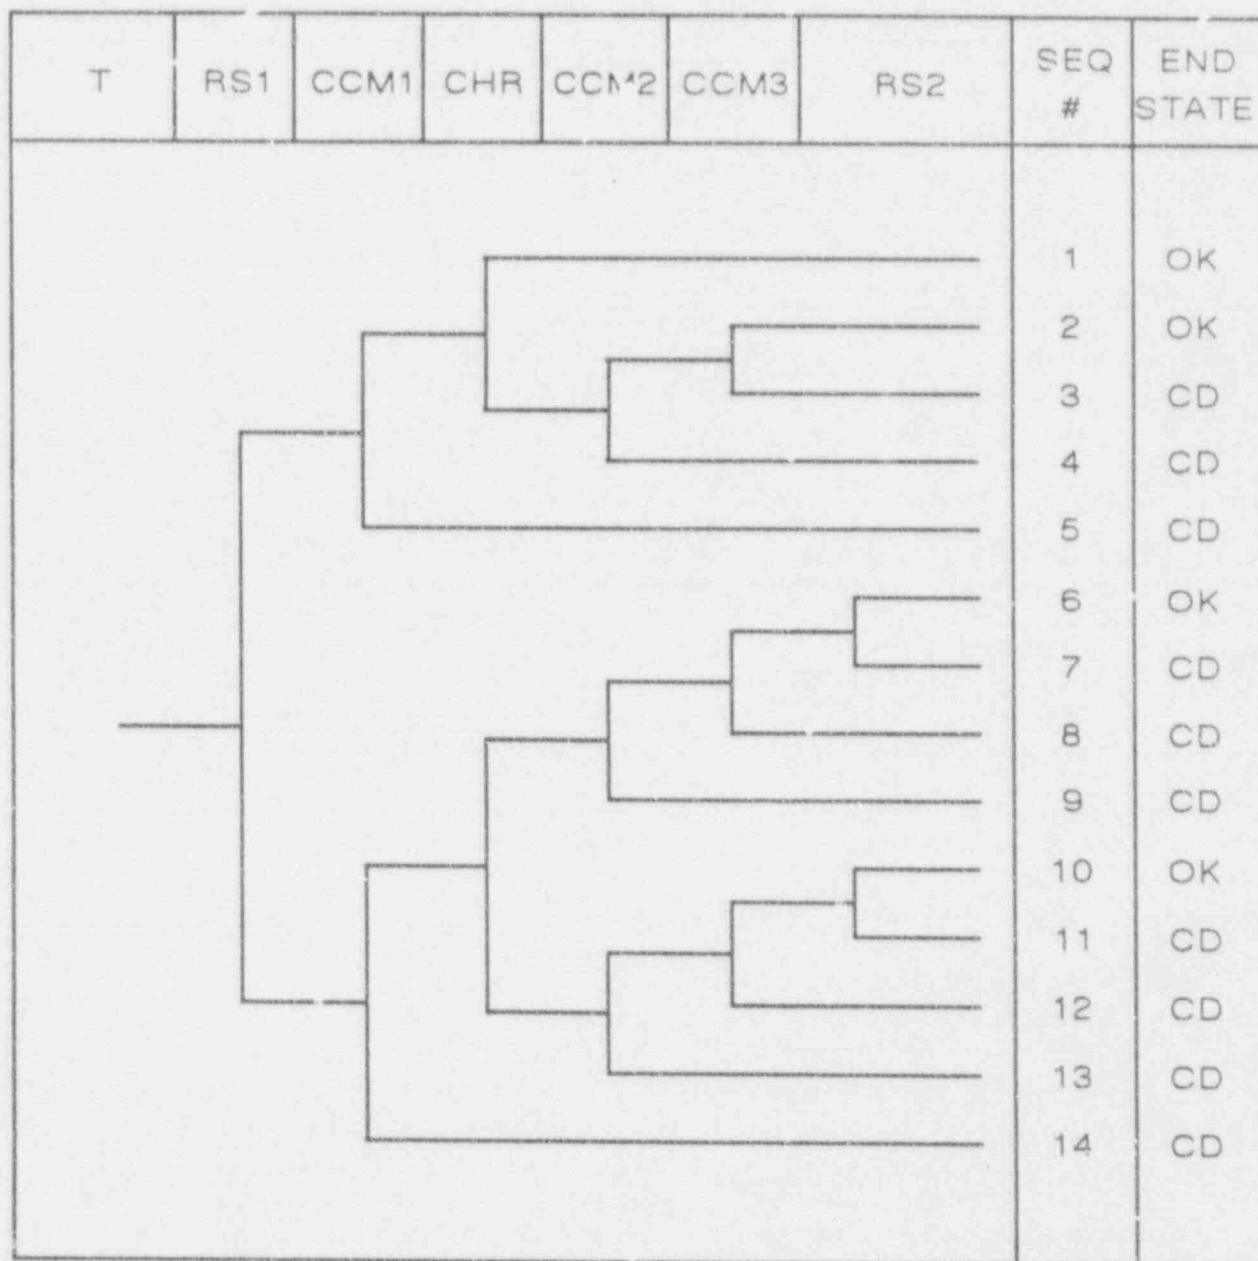 T RS1 CCM1 CHR CCM2 CCM3 RS2 SEQ # END STATE
1 OK
2 OK
3 CD
4 CD
5 CD
6 OK
7 CD
8 CD
9 CD
10 OK
11 CD
12 CD
13 CD
14 CD